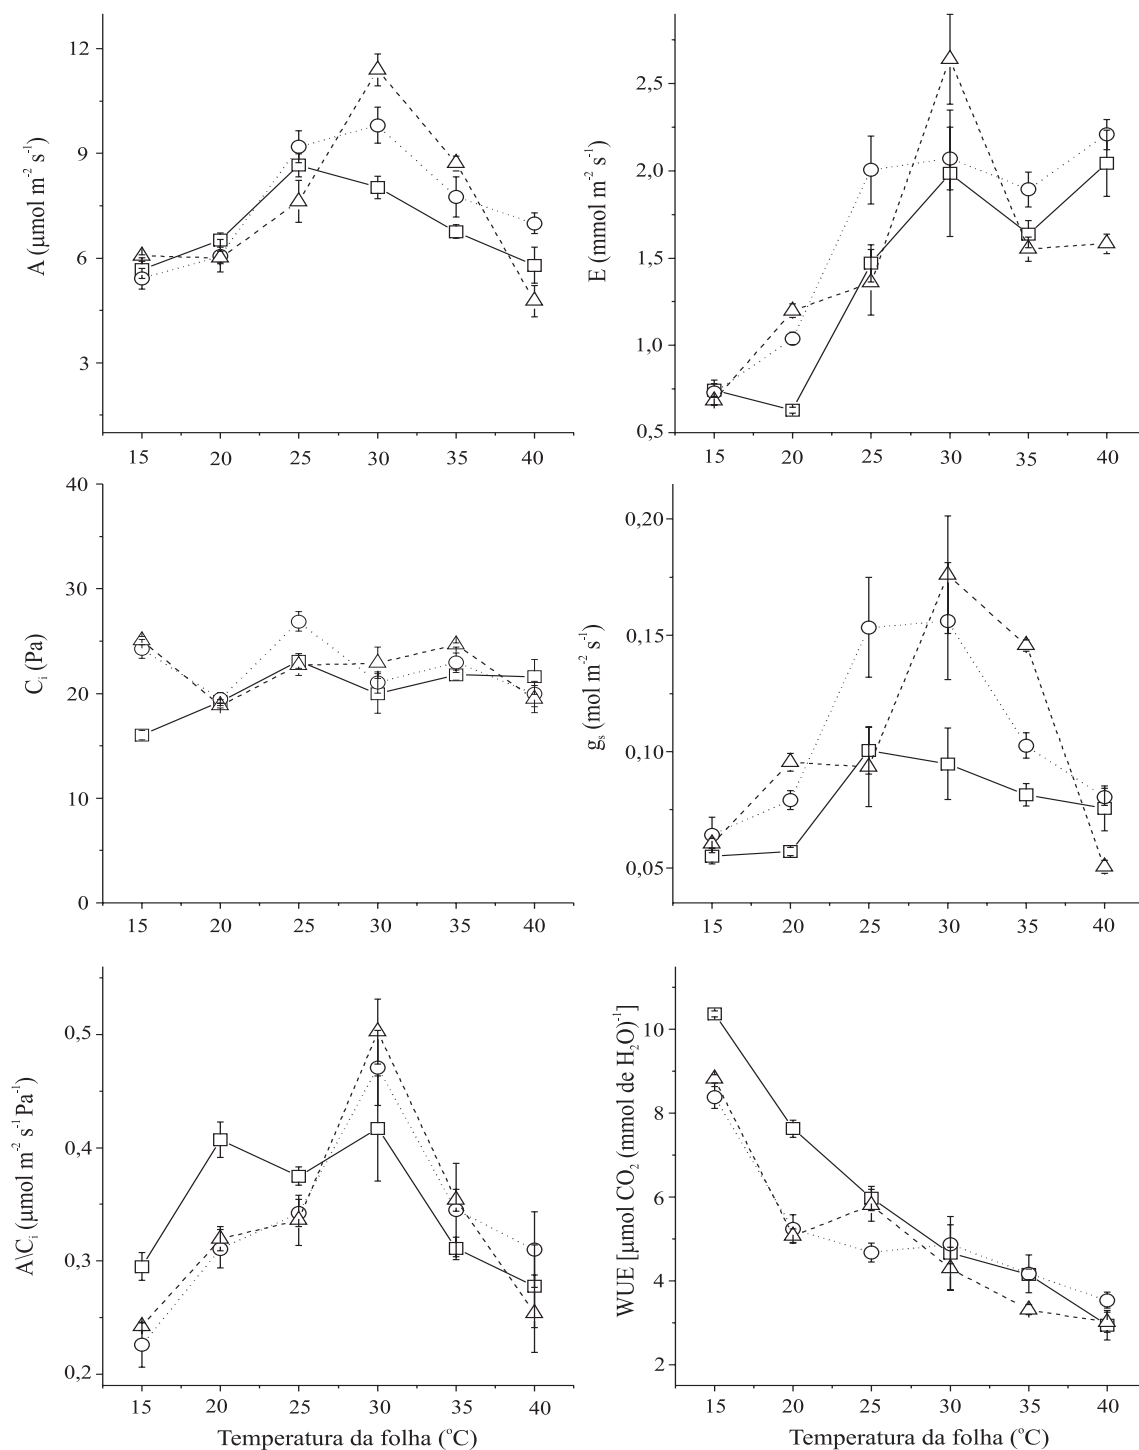 12
9
6
3
A (µmol m⁻² s⁻¹)
15 20 25 30 35 40
2,5
2,0
1,5
1,0
0,5
E (mmol m⁻² s⁻¹)
15 20 25 30 35 40
40
30
20
10
0
Cᵢ (Pa)
15 20 25 30 35 40
0,20
0,15
0,10
0,05
gₛ (mol m⁻² s⁻¹)
15 20 25 30 35 40
0,5
0,4
0,3
0,2
A\Cᵢ (µmol m⁻² s⁻¹Pa⁻¹)
15 20 25 30 35 40
Temperatura da folha (°C)
10
8
6
4
2
WUE [µmol CO₂ (mmol de H₂O)⁻¹]
15 20 25 30 35 40
Temperatura da folha (°C)